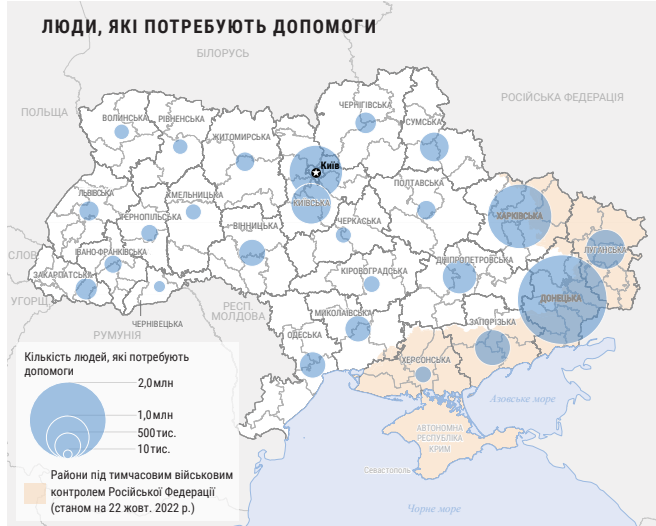 ЛЮДИ, ЯКІ ПОТРЕБУЮТЬ ДОПОМОГИ
БІЛОРУСЬ
РОСІЙСЬКА ФЕДЕРАЦІЯ
ПОЛЬЩА
ЧЕРНІГІВСЬКА
ВОЛИНСЬКА
РІВНЕНСЬКА
СУМСЬКА
ЖИТОМИРСЬКА
Київ
ПОЛТАВСЬКА
ЛЬВІВСЬКА
ХМЕЛЬНИЦЬКА
КИЇВСЬКА
ХАРКІВСЬКА
ТЕРНОПІЛЬСЬКА
ЧЕРКАСЬКА
ВІННИЦЬКА
ЛУГАНСЬКА
ІВАНО-ФРАНКІВСЬКА
СЛОВ
ДНІПРОПЕТРОВСЬКА
ЗАКАРПАТСЬКА
КІРОВОГРАДСЬКА
УГОРЩ
ДОНЕЦЬКА
РЕСП.
МОЛДОВА
МИКОЛАЇВСЬКА
ЧЕРНІВЕЦЬКА
ЗАПОРІЗЬКА
РУМУНІЯ
ОДЕСЬКА
ХЕРСОНСЬКА
Кількість людей, які потребують
допомоги
2,0 млн
1,0 млн
500 тис.
10 тис.
Азовське море
АВТОНОМНА
РЕСПУБЛІКА
КРИМ
Севастополь
Райони під тимчасовим військовим
контролем Російської Федерації
(станом на 22 жовт. 2022 р.)
Чорне море